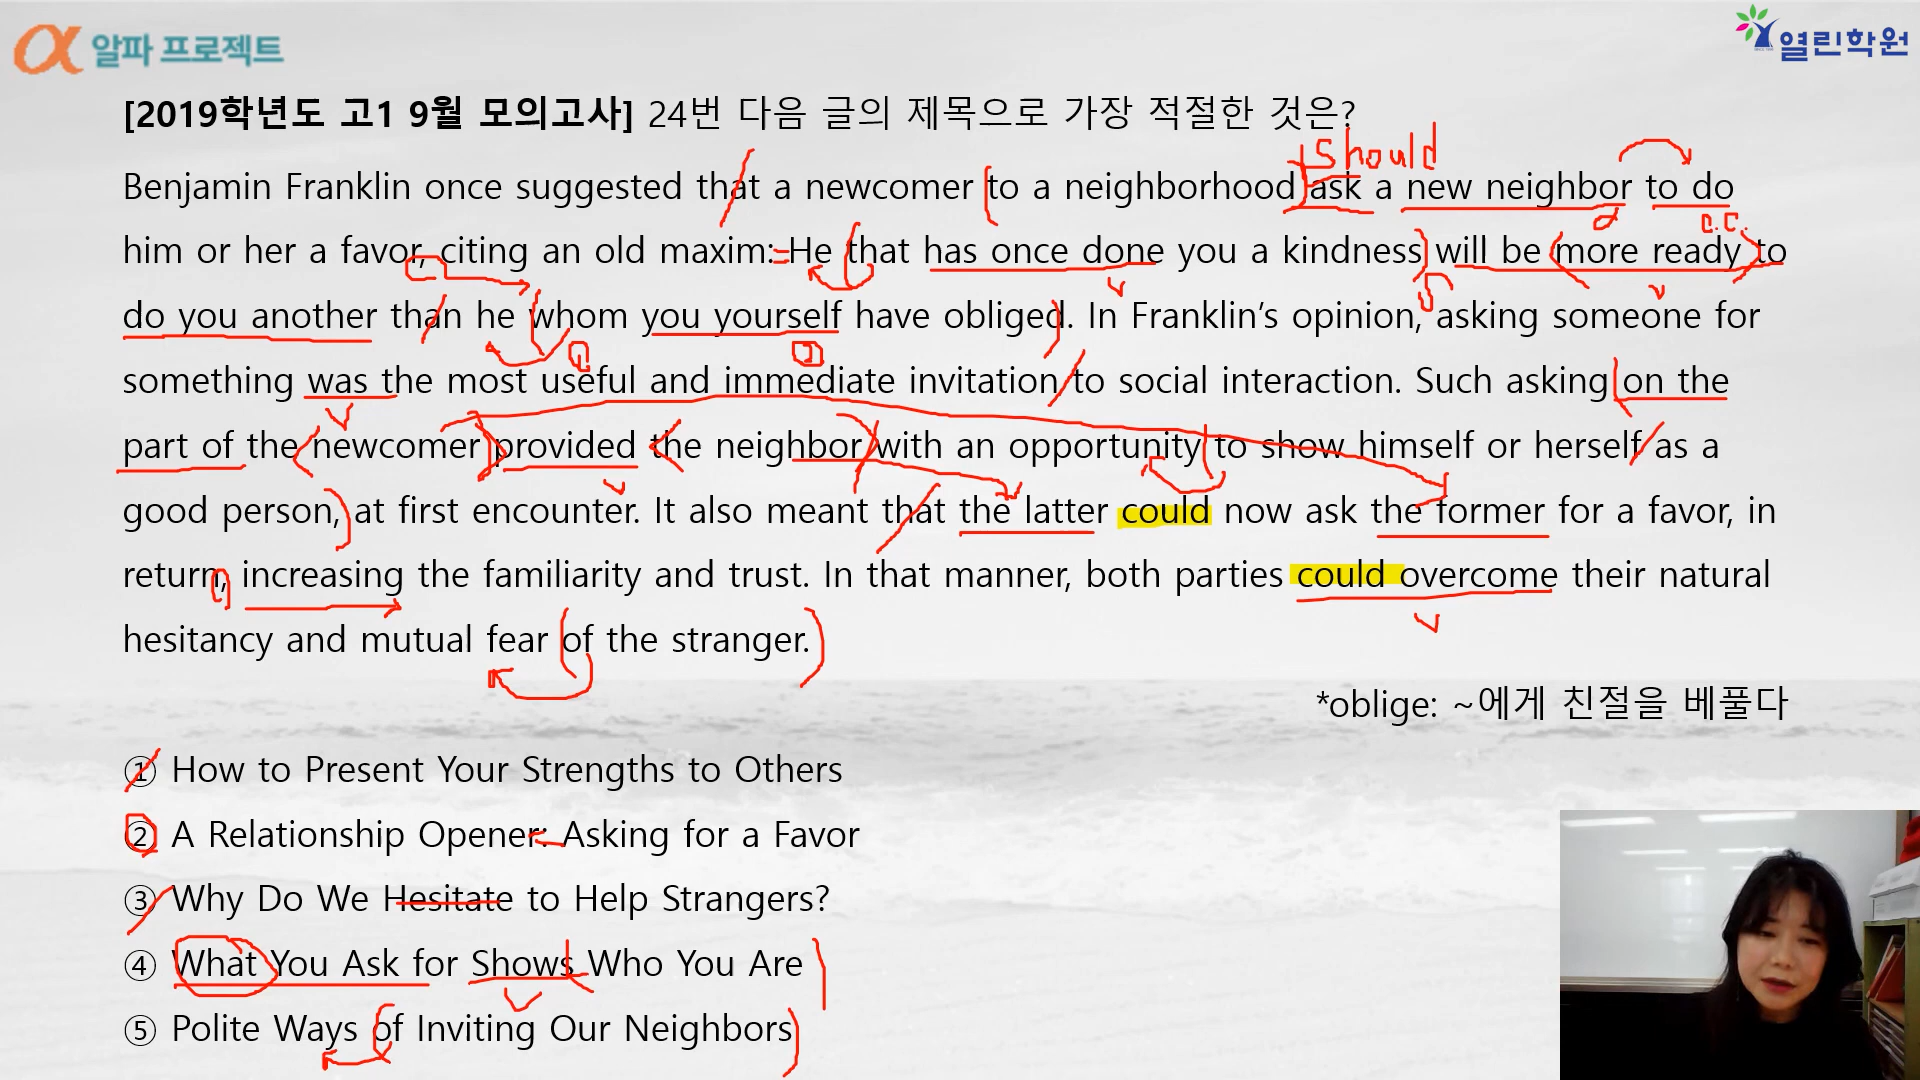 알파 프로젝트
열린학원
[2019학년도 고1 9월 모의고사] 24번 다음 글의 제목으로 가장 적절한 것은?
should
Benjamin Franklin once suggested that a newcomer to a neighborhood ask a new neighbor to do
O.C.
him or her a favor, citing an old maxim: He that has once done you a kindness will be more ready to
do you another than he whom you yourself have obliged. In Franklin’s opinion, asking someone for
something was the most useful and immediate invitation to social interaction. Such asking on the
part of the newcomer provided the neighbor with an opportunity to show himself or herself as a
good person, at first encounter. It also meant that the latter could now ask the former for a favor, in
return, increasing the familiarity and trust. In that manner, both parties could overcome their natural
hesitancy and mutual fear of the stranger.
*oblige: ~에게 친절을 베풀다
① How to Present Your Strengths to Others
② A Relationship Opener: Asking for a Favor
③ Why Do We Hesitate to Help Strangers?
④ What You Ask for Shows Who You Are
⑤ Polite Ways of Inviting Our Neighbors